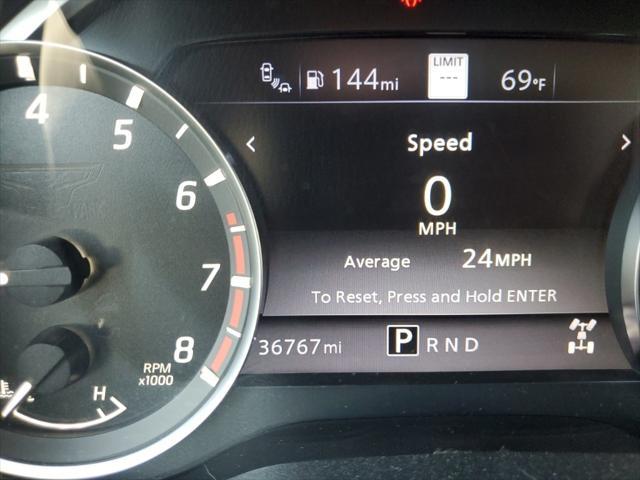 144mi
LIMIT
---
69°F
< Speed >
0
MPH
Average 24MPH
To Reset, Press and Hold ENTER
36767mi P R N D
4
5
6
7
8
RPM
x1000
H